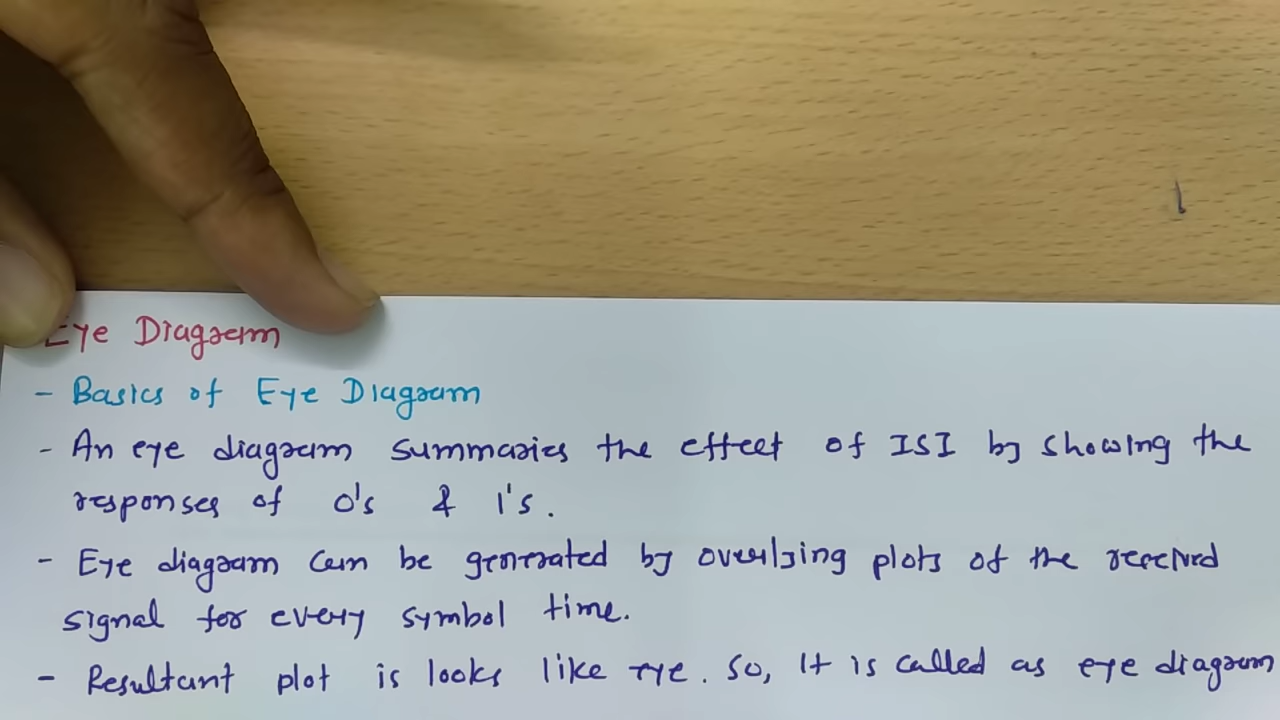 Eye Diagram
- Basics of Eye Diagram
- An eye diagram summaries the effect of ISI by showing the
responses of 0's & 1's.
- Eye diagram can be generated by overlying plots of the received
signal for every symbol time.
- Resultant plot is looks like eye. So, It is called as eye diagram